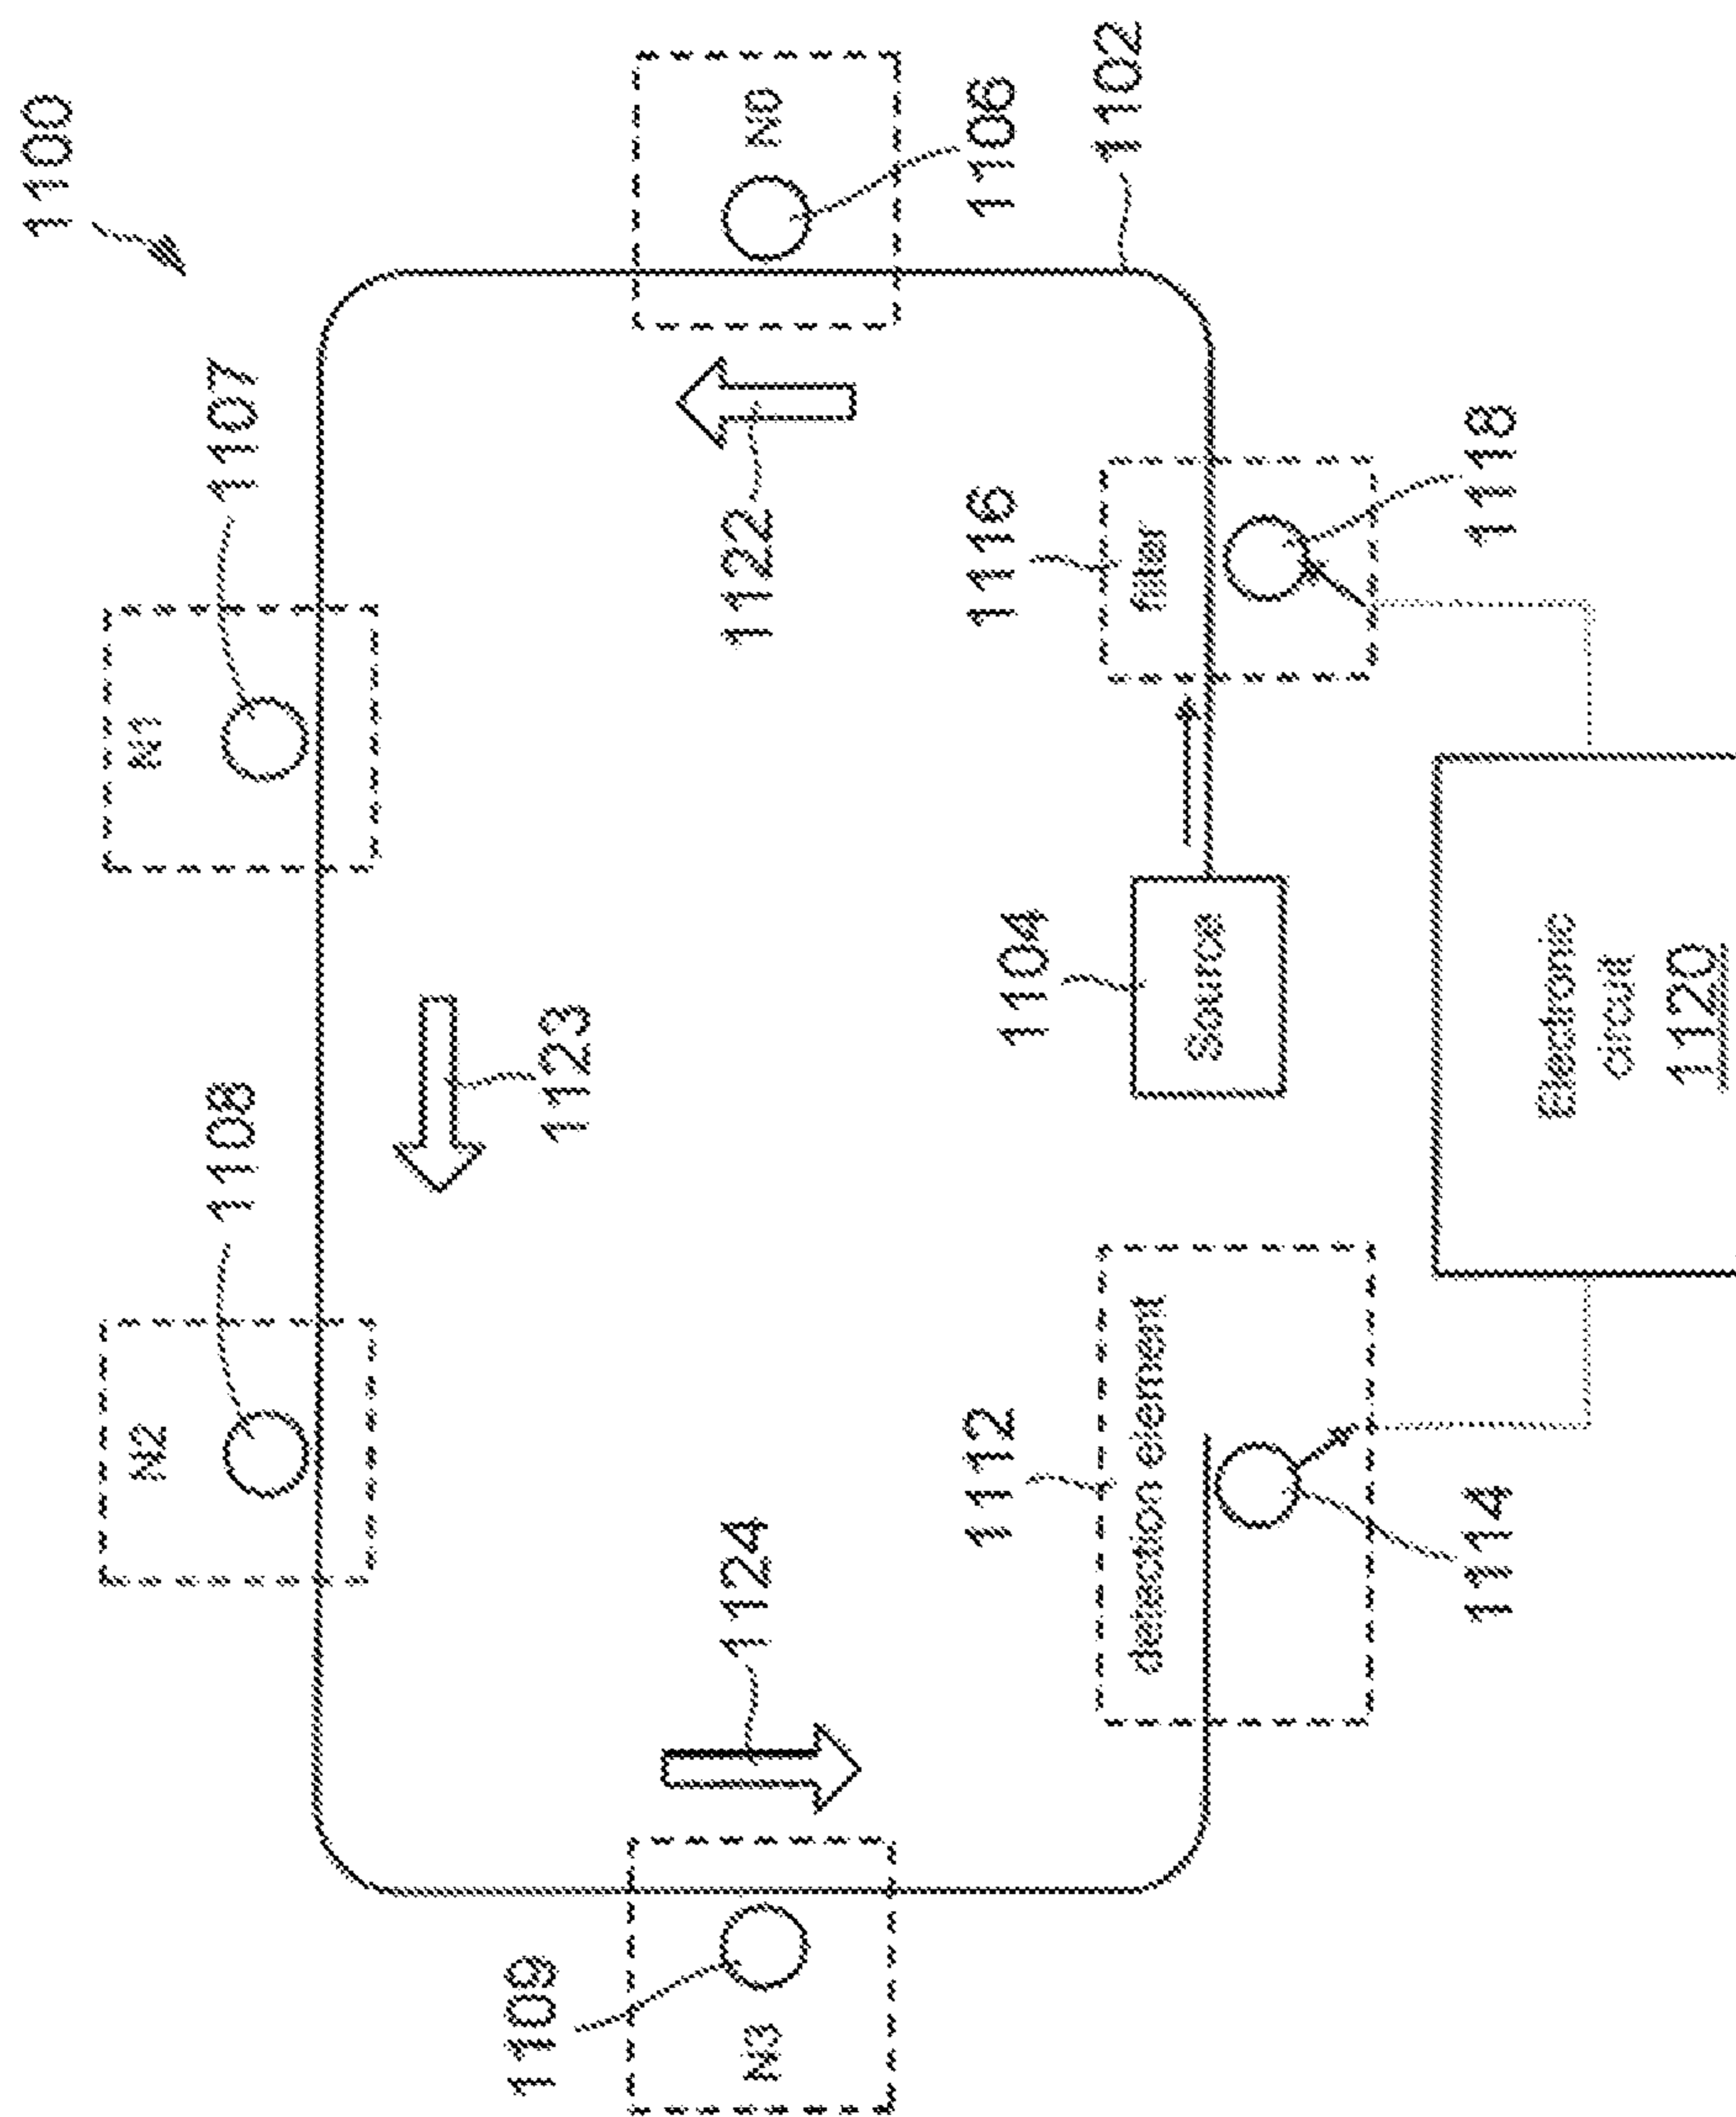 1100
1102
1106
N0
1107
N1
1122
1116
filter
1118
1108
N2
1123
1104
Source
Electronic
circuit
1120
1124
1112
detection element
1114
1109
N3